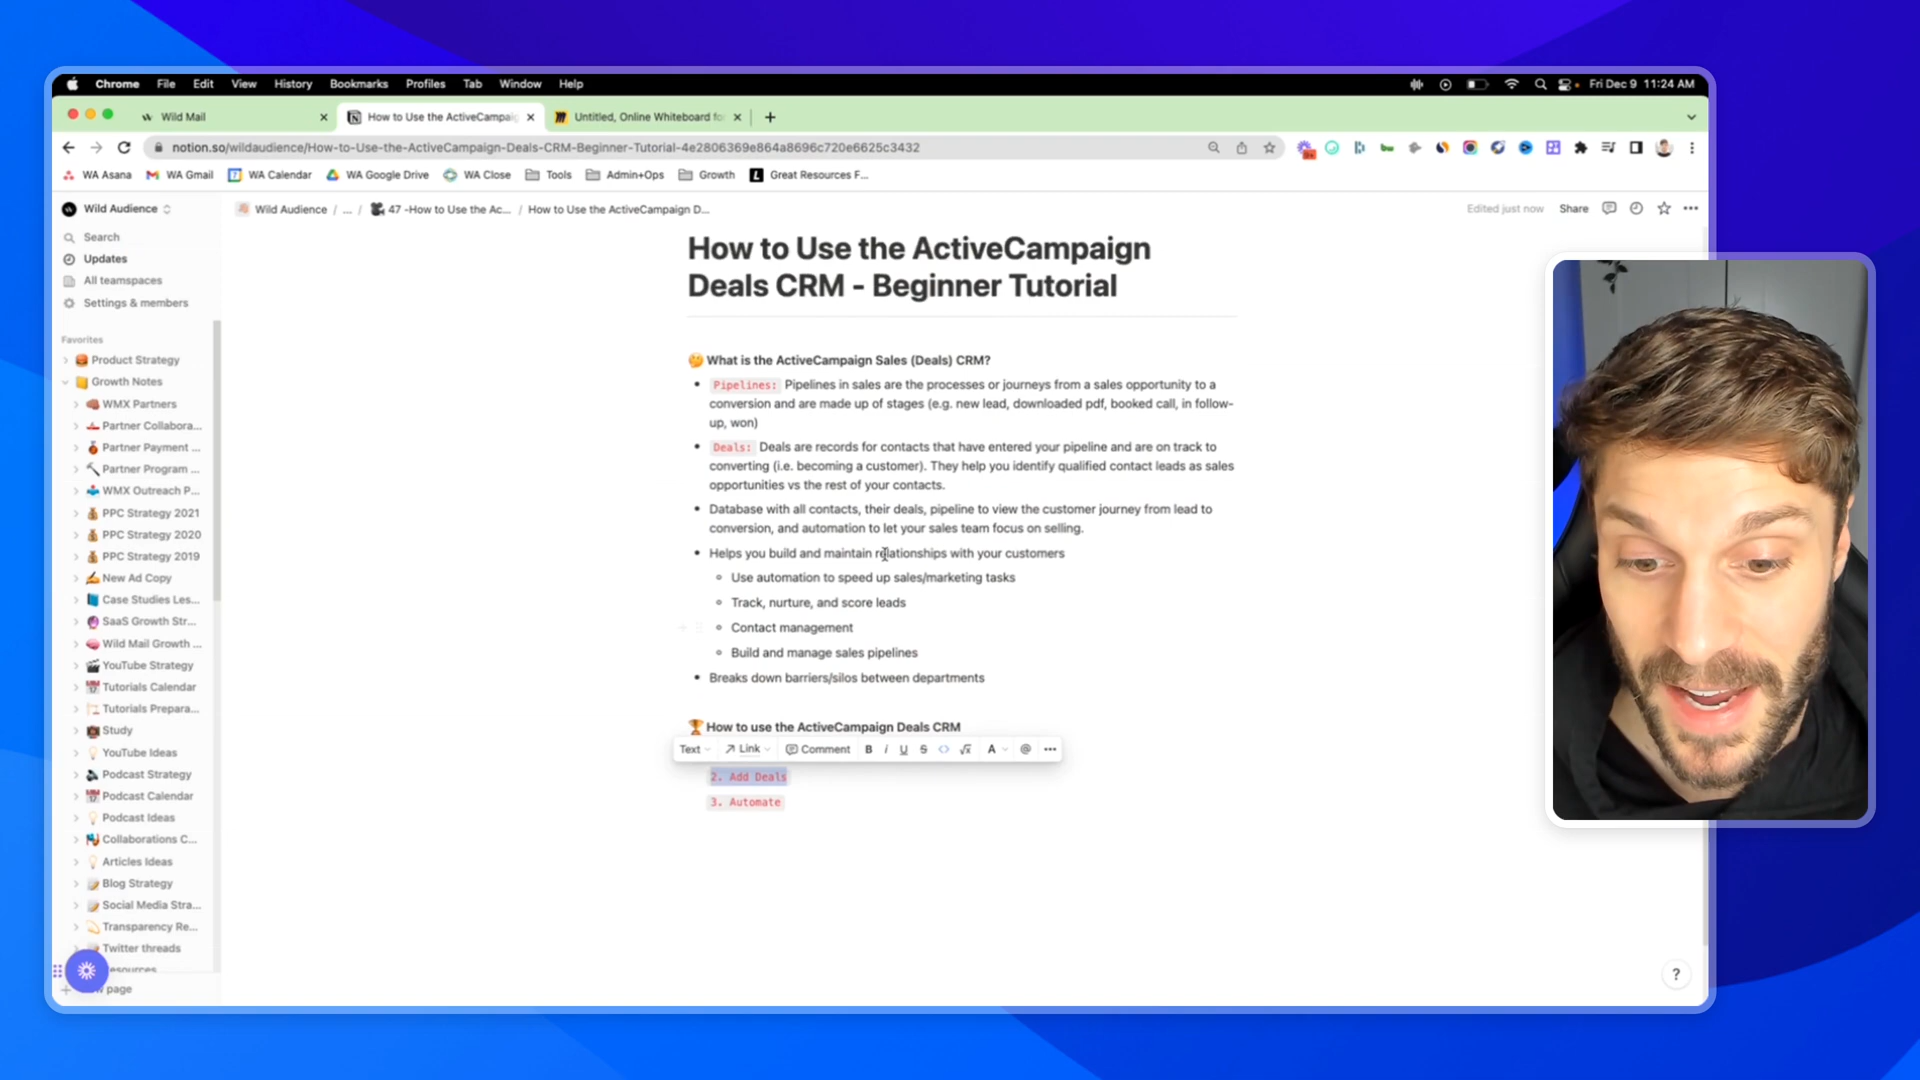 Chrome File Edit View History Bookmarks Profiles Tab Window Help
Fri Dec 9 11:24 AM
Wild Mail
How to Use the ActiveCampaig
Untitled, Online Whiteboard fo
notion.so/wildaudience/How-to-Use-the-ActiveCampaign-Deals-CRM-Beginner-Tutorial-4e2806369e864a8696c720e6625c3432
WA Asana WA Gmail WA Calendar WA Google Drive WA Close Tools Admin+Ops Growth Great Resources F...
Wild Audience
Wild Audience / ... / 47 -How to Use the Ac... / How to Use the ActiveCampaign D...
Edited just now Share
Search
Updates
All teamspaces
Settings & members
Favorites
Product Strategy
Growth Notes
WMX Partners
Partner Collabora...
Partner Payment ...
Partner Program ...
WMX Outreach P...
PPC Strategy 2021
PPC Strategy 2020
PPC Strategy 2019
New Ad Copy
Case Studies Les...
SaaS Growth Str...
Wild Mail Growth ...
YouTube Strategy
Tutorials Calendar
Tutorials Prepara...
Study
YouTube Ideas
Podcast Strategy
Podcast Calendar
Podcast Ideas
Collaborations C...
Articles Ideas
Blog Strategy
Social Media Stra...
Transparency Re...
Twitter threads
page
How to Use the ActiveCampaign
Deals CRM - Beginner Tutorial
🤔 What is the ActiveCampaign Sales (Deals) CRM?
• Pipelines: Pipelines in sales are the processes or journeys from a sales opportunity to a
conversion and are made up of stages (e.g. new lead, downloaded pdf, booked call, in follow-
up, won)
• Deals: Deals are records for contacts that have entered your pipeline and are on track to
converting (i.e. becoming a customer). They help you identify qualified contact leads as sales
opportunities vs the rest of your contacts.
• Database with all contacts, their deals, pipeline to view the customer journey from lead to
conversion, and automation to let your sales team focus on selling.
• Helps you build and maintain relationships with your customers
◦ Use automation to speed up sales/marketing tasks
◦ Track, nurture, and score leads
◦ Contact management
◦ Build and manage sales pipelines
• Breaks down barriers/silos between departments
🏆 How to use the ActiveCampaign Deals CRM
Text Link Comment B i U S <> √x A @ •••
2. Add Deals
3. Automate
?